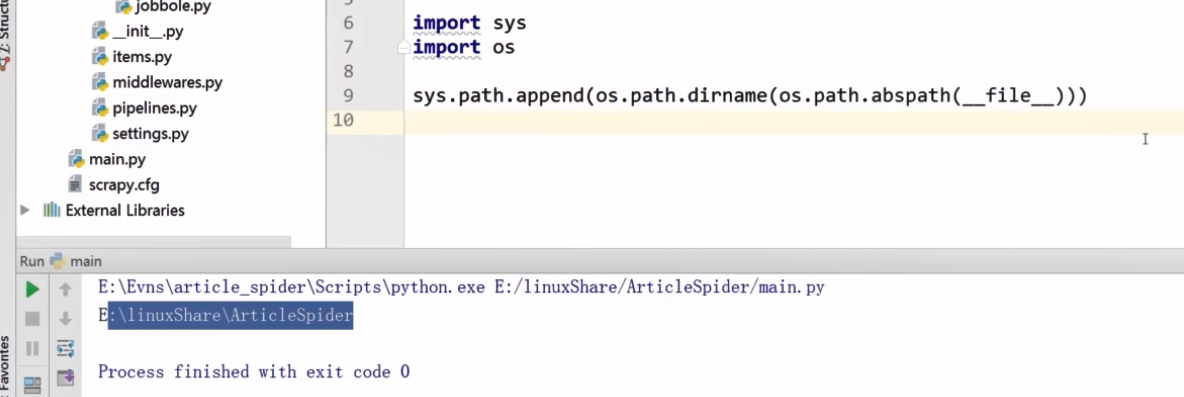 jobbole.py
__init__.py
items.py
middlewares.py
pipelines.py
settings.py
main.py
scrapy.cfg
External Libraries
6 import sys
7 import os
8
9 sys.path.append(os.path.dirname(os.path.abspath(__file__)))
10
Run main
E:\Evns\article_spider\Scripts\python.exe E:/linuxShare/ArticleSpider/main.py
E:\linuxShare\ArticleSpider
Process finished with exit code 0
Favorites